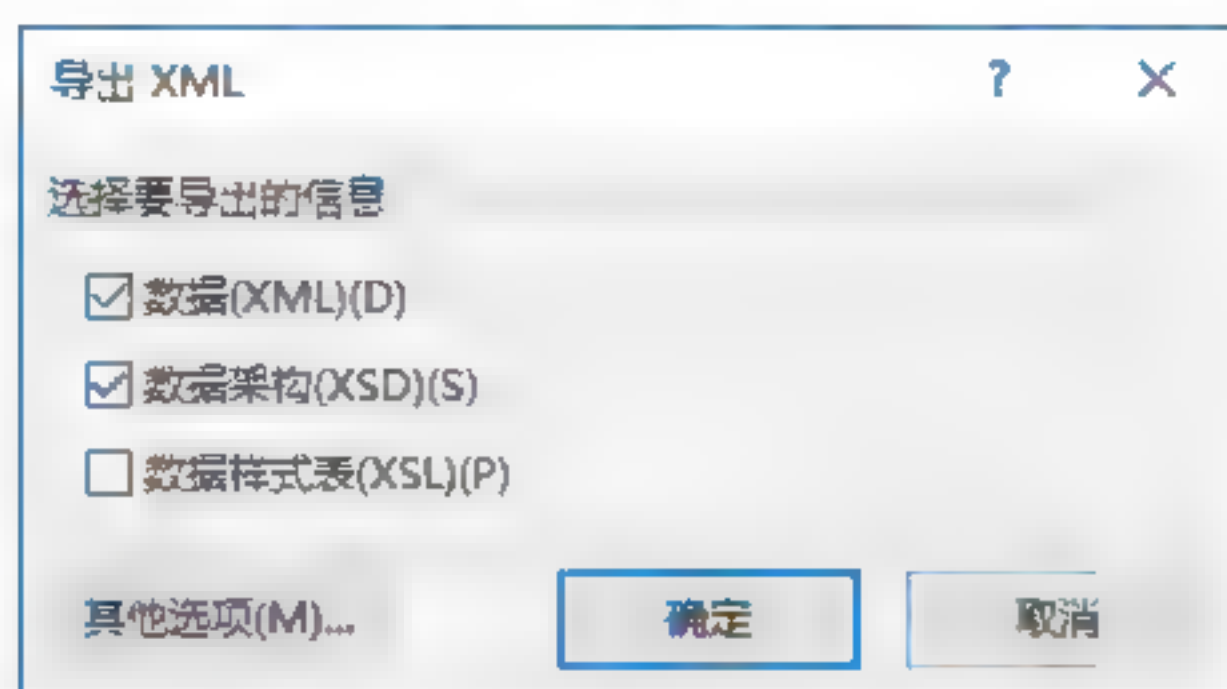 导出 XML
选择要导出的信息
数据(XML)(D)
数据架构(XSD)(S)
数据样式表(XSL)(P)
其他选项(M)...
确定
取消